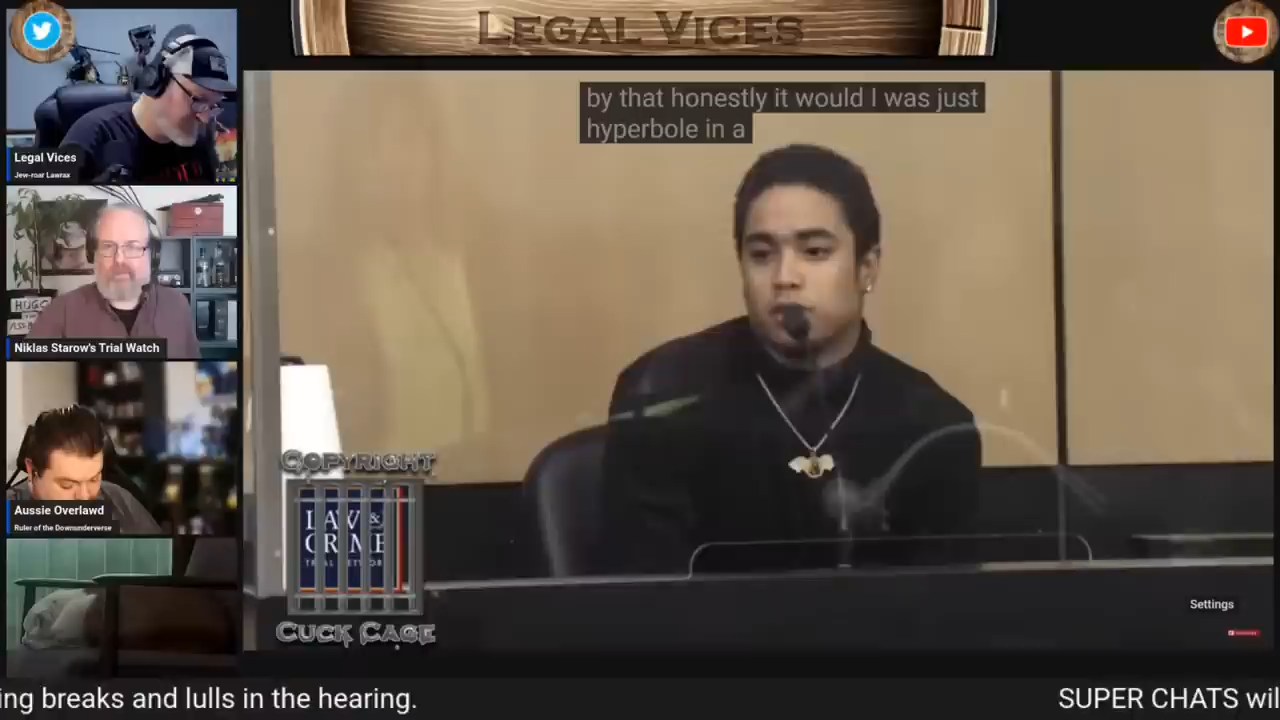 LEGAL VICES
by that honestly it would I was just
hyperbole in a
Legal Vices
Jew-roar Lawrax
HUGO
Niklas Starow's Trial Watch
Aussie Overlawd
Ruler of the Downunderverse
COPYRIGHT
LAW &
CRIME
TRIAL NETWORK
CUCK CAGE
Settings
ing breaks and lulls in the hearing.
SUPER CHATS wil